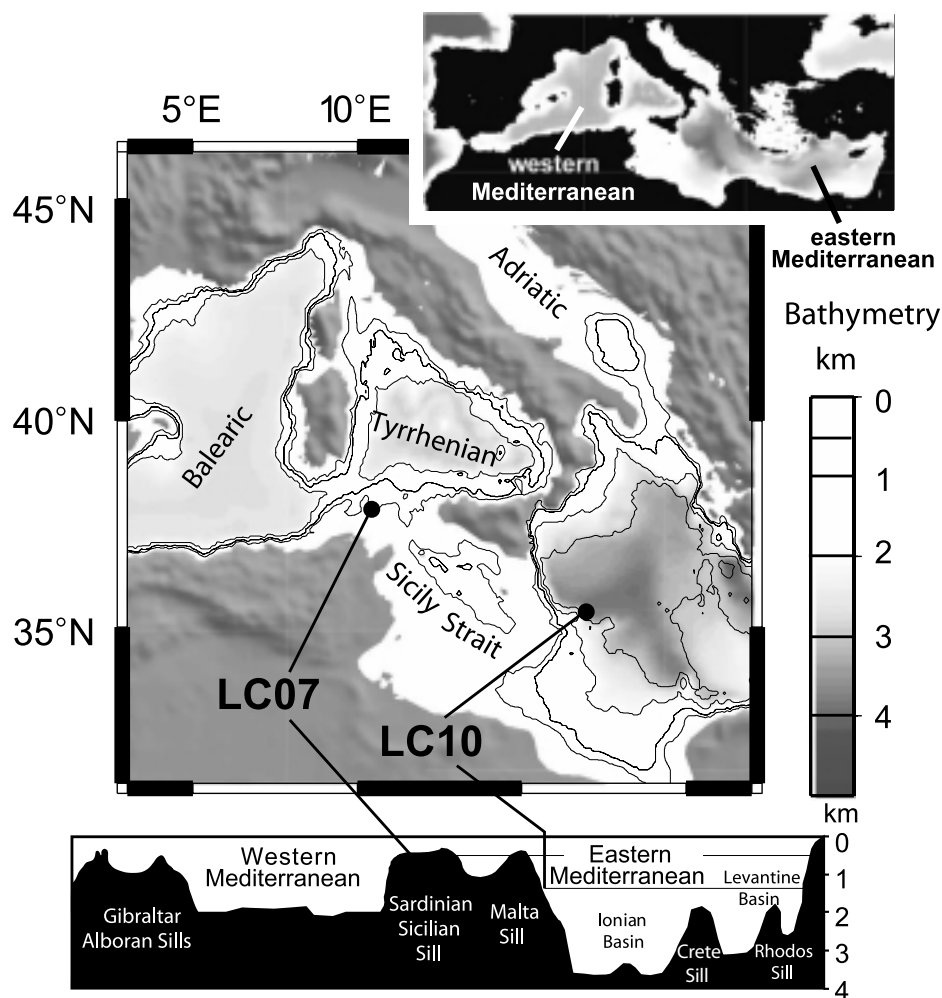 western
Mediterranean
eastern
Mediterranean
5°E
10°E
45°N
40°N
35°N
Adriatic
Balearic
Tyrrhenian
Sicily Strait
LC07
LC10
Bathymetry
km
0
1
2
3
4
km
Western
Mediterranean
Eastern
Mediterranean
Levantine
Basin
Gibraltar
Alboran Sills
Sardinian
Sicilian
Sill
Malta
Sill
Ionian
Basin
Crete
Sill
Rhodos
Sill
0
1
2
3
4